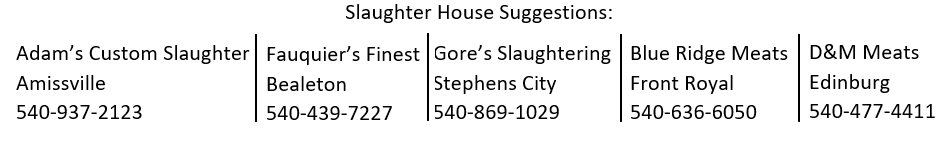 Slaughter House Suggestions:
Adam's Custom Slaughter
Amissville
540-937-2123
Fauquier's Finest
Bealeton
540-439-7227
Gore's Slaughtering
Stephens City
540-869-1029
Blue Ridge Meats
Front Royal
540-636-6050
D&M Meats
Edinburg
540-477-4411